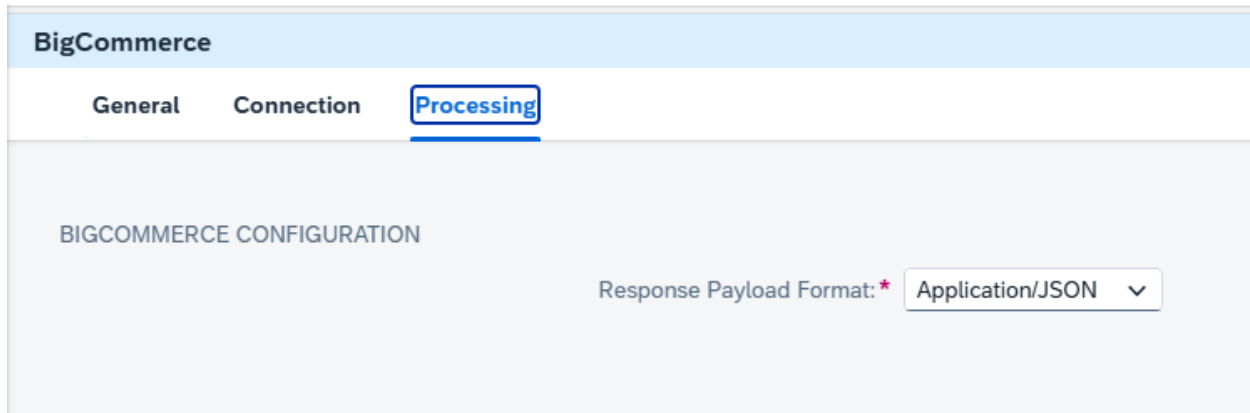 BigCommerce
General Connection Processing
BIGCOMMERCE CONFIGURATION
Response Payload Format:* Application/JSON